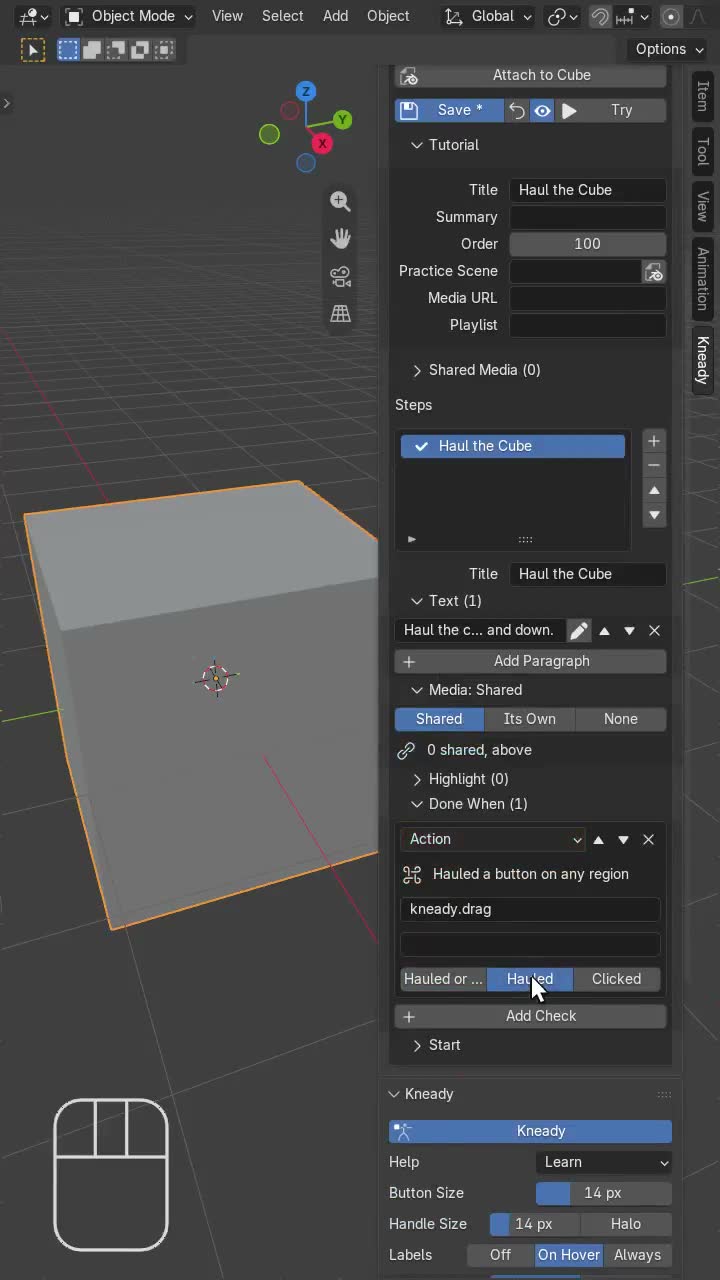 Object Mode View Select Add Object Global
Options
Attach to Cube
Save * Try
Tutorial
Title Haul the Cube
Summary
Order 100
Practice Scene
Media URL
Playlist
Shared Media (0)
Steps
Haul the Cube
Title Haul the Cube
Text (1)
Haul the c... and down.
Add Paragraph
Media: Shared
Shared Its Own None
0 shared, above
Highlight (0)
Done When (1)
Action
Hauled a button on any region
kneady.drag
Hauled or ... Hauled Clicked
Add Check
Start
Kneady
Kneady
Help Learn
Button Size 14 px
Handle Size 14 px Halo
Labels Off On Hover Always
Z
Y
X
Item
Tool
View
Animation
Kneady